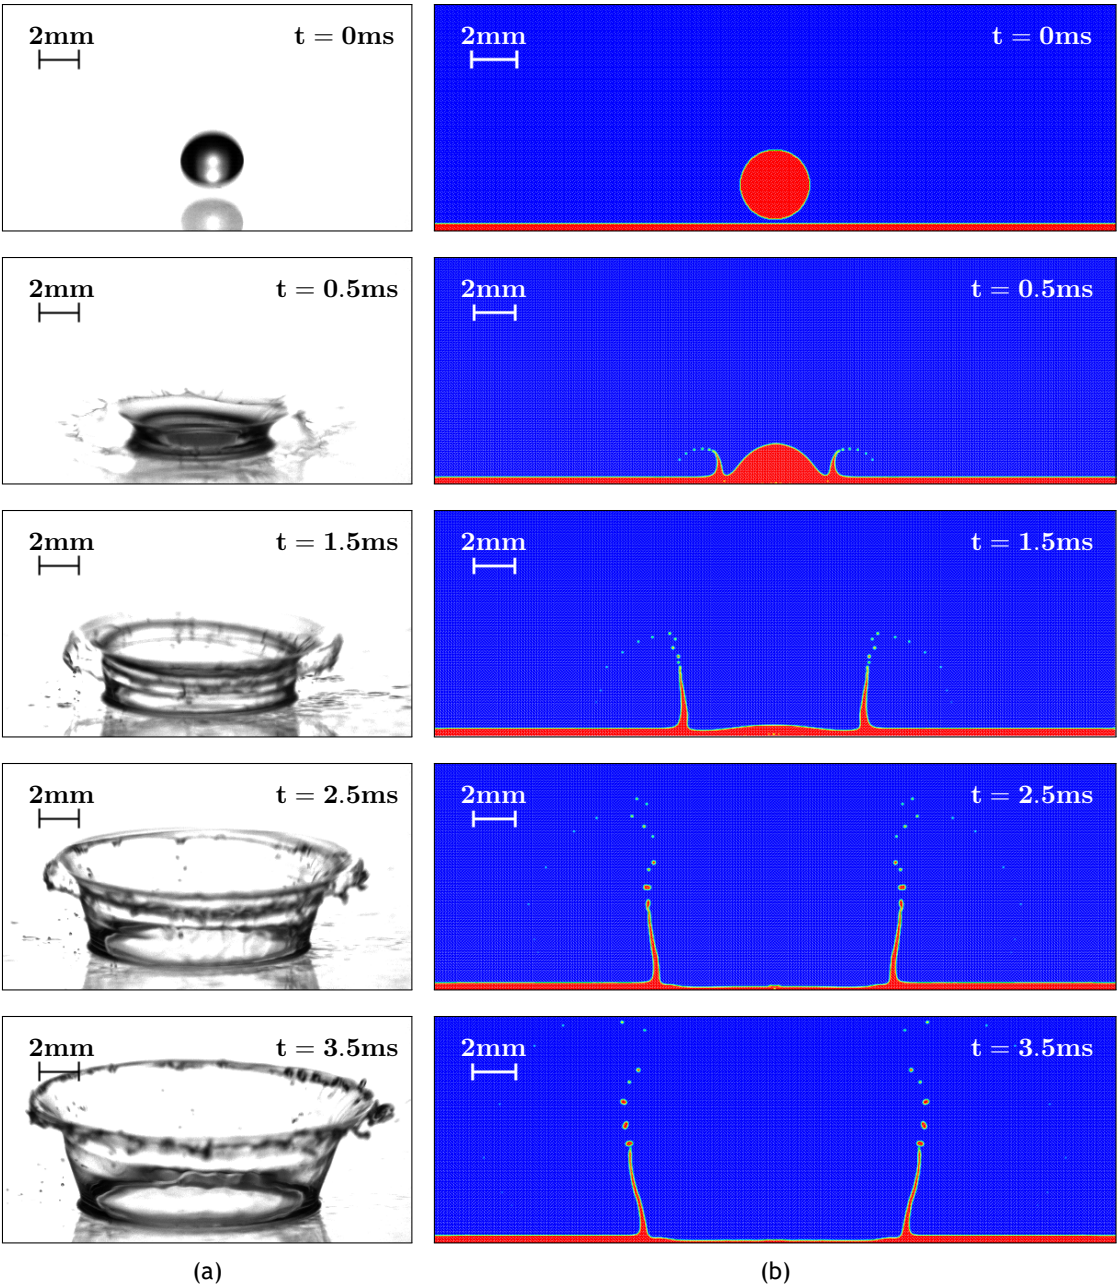 2mm t = 0ms 2mm t = 0ms
2mm t = 0.5ms 2mm t = 0.5ms
2mm t = 1.5ms 2mm t = 1.5ms
2mm t = 2.5ms 2mm t = 2.5ms
2mm t = 3.5ms 2mm t = 3.5ms
(a) (b)